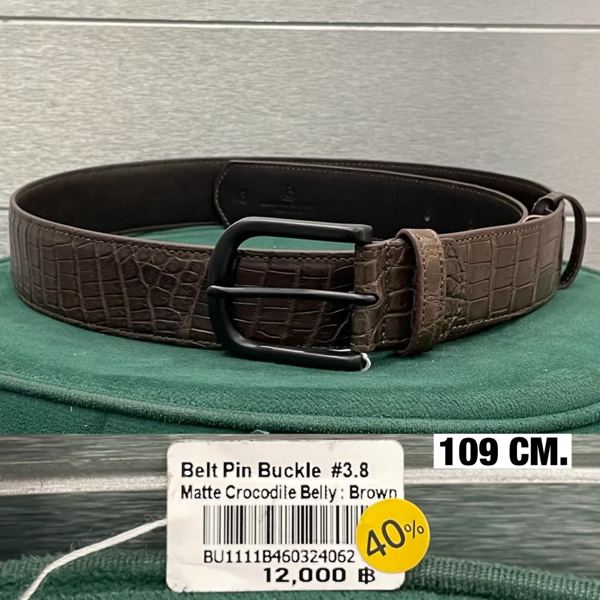 B
109 CM.
Belt Pin Buckle #3.8
Matte Crocodile Belly : Brown
BU1111B460324062
40%
12,000 ฿